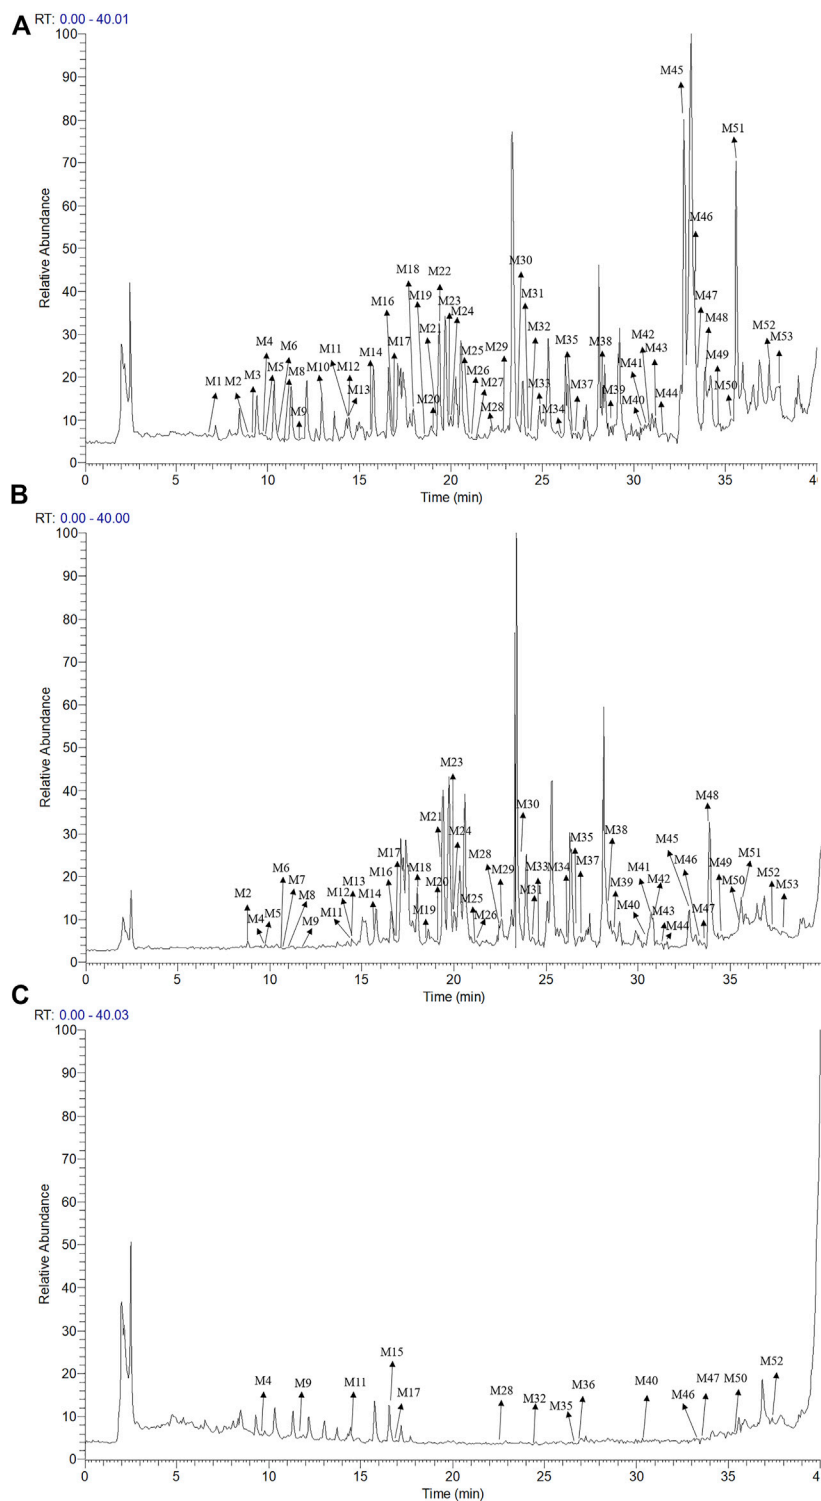 A
RT: 0.00 - 40.01
100
90
80
70
60
50
40
30
20
10
0
Relative Abundance
M1 M2 M3 M4 M5 M6 M8 M9 M10 M11 M12 M13 M14 M16 M17 M18 M19 M20 M21 M22 M23 M24 M25 M26 M27 M28 M29 M30 M31 M32 M33 M34 M35 M37 M38 M39 M40 M41 M42 M43 M44 M45 M46 M47 M48 M49 M50 M51 M52 M53
0 5 10 15 20 25 30 35 40
Time (min)
B
RT: 0.00 - 40.00
100
90
80
70
60
50
40
30
20
10
0
Relative Abundance
M2 M4 M5 M6 M7 M8 M9 M11 M12 M13 M14 M16 M17 M18 M19 M20 M21 M23 M24 M25 M26 M28 M29 M30 M31 M33 M34 M35 M37 M38 M39 M40 M41 M42 M43 M44 M45 M46 M47 M48 M49 M50 M51 M52 M53
0 5 10 15 20 25 30 35
Time (min)
C
RT: 0.00 - 40.03
100
90
80
70
60
50
40
30
20
10
0
Relative Abundance
M4 M9 M11 M15 M17 M28 M32 M35 M36 M40 M46 M47 M50 M52
0 5 10 15 20 25 30 35 40
Time (min)